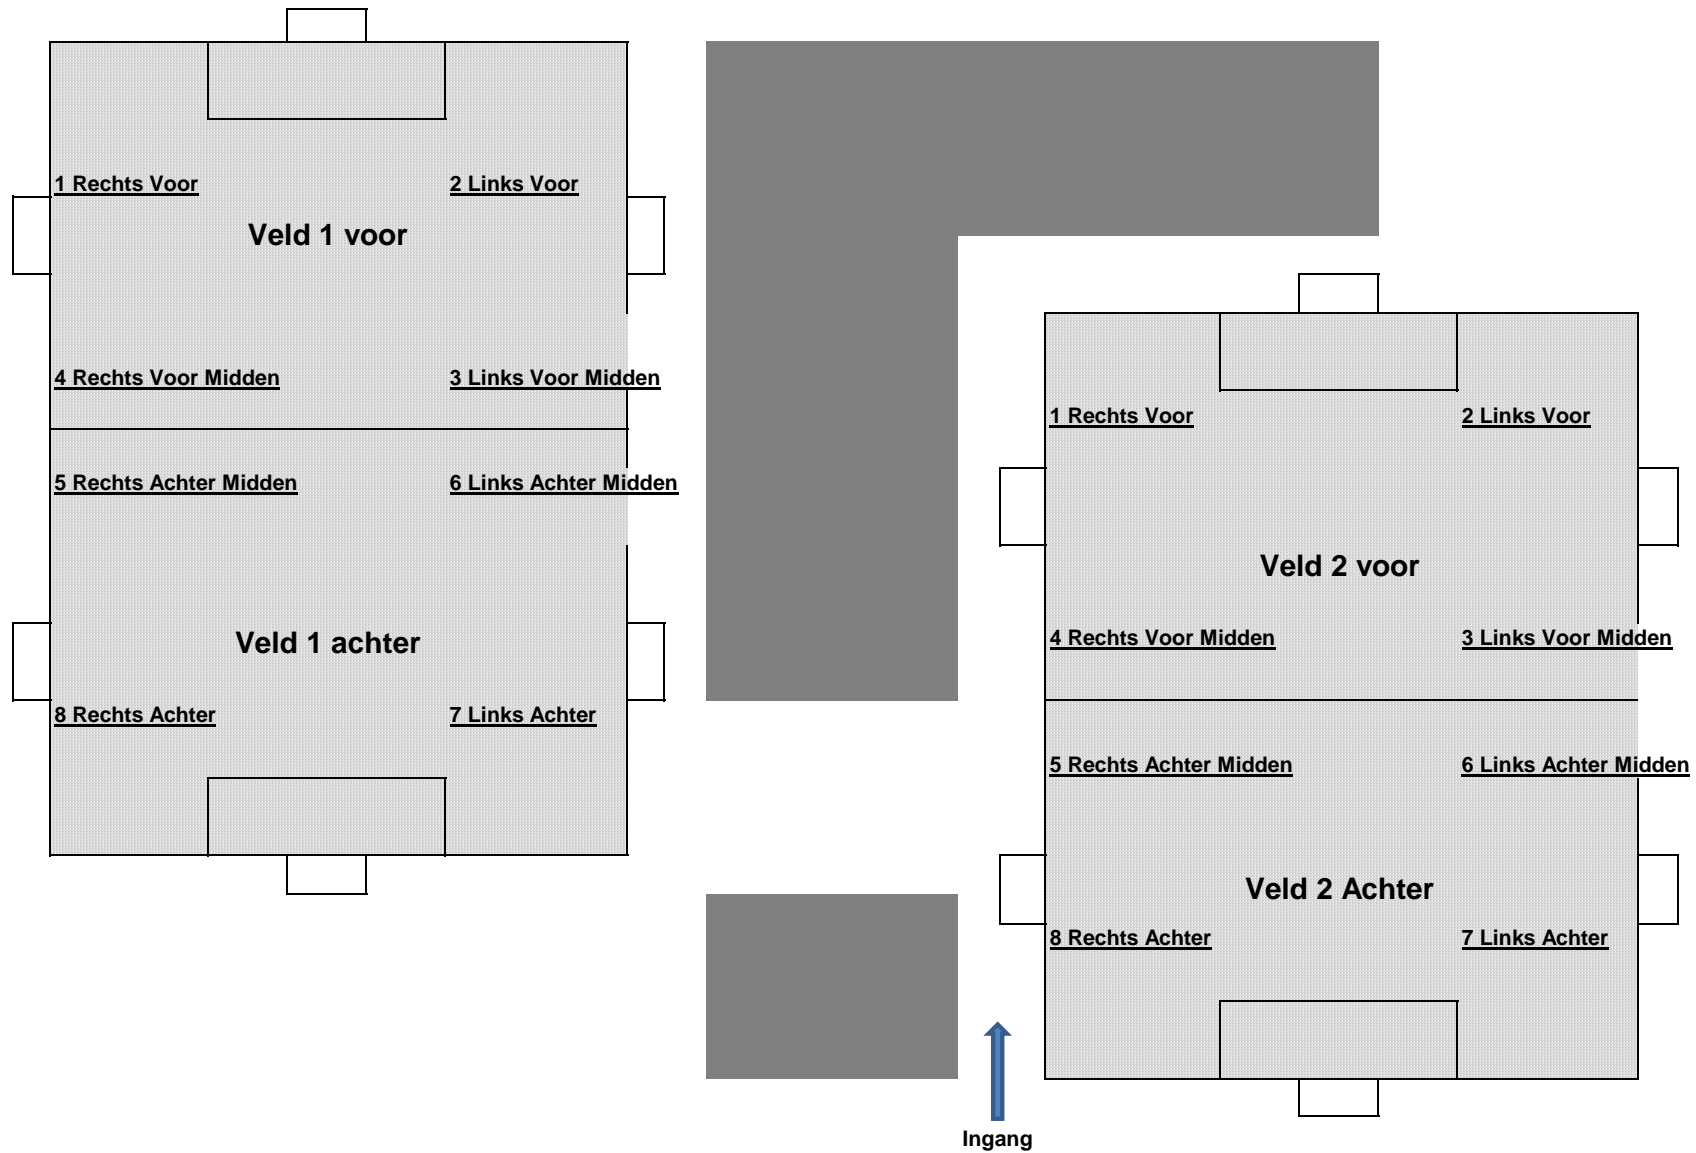 1 Rechts Voor
2 Links Voor
Veld 1 voor
4 Rechts Voor Midden
3 Links Voor Midden
5 Rechts Achter Midden
6 Links Achter Midden
Veld 1 achter
8 Rechts Achter
7 Links Achter
1 Rechts Voor
2 Links Voor
Veld 2 voor
4 Rechts Voor Midden
3 Links Voor Midden
5 Rechts Achter Midden
6 Links Achter Midden
Veld 2 Achter
8 Rechts Achter
7 Links Achter
Ingang